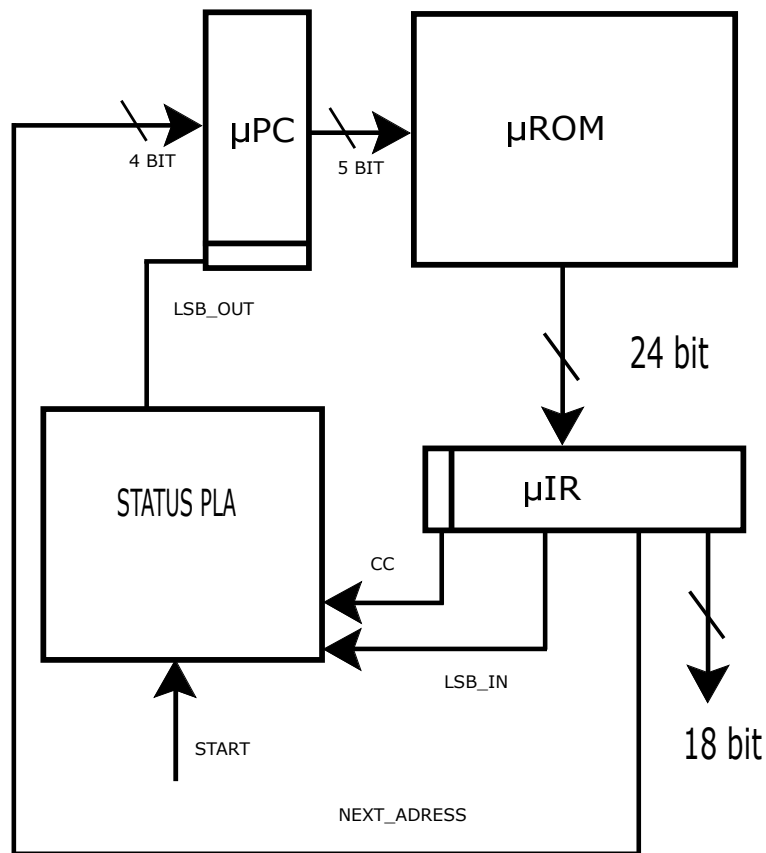 µPC
µROM
4 BIT
5 BIT
LSB_OUT
24 bit
STATUS PLA
µIR
CC
LSB_IN
START
18 bit
NEXT_ADRESS